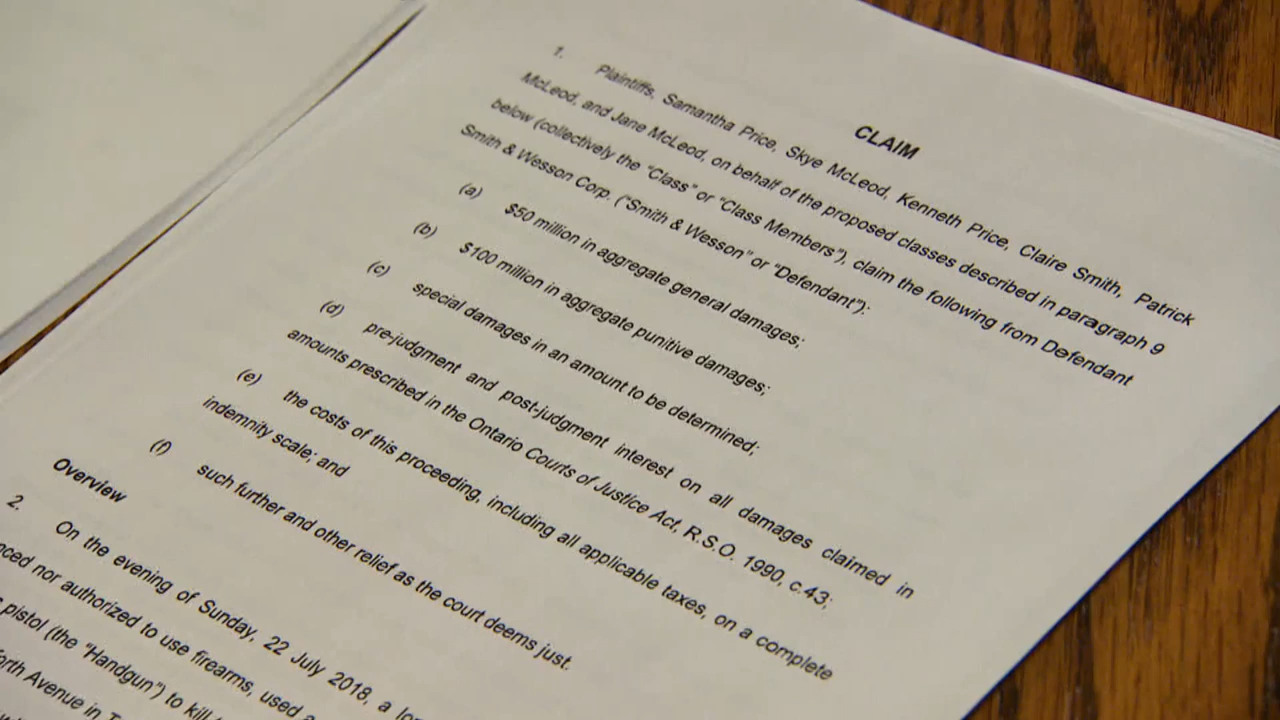 CLAIM
1. Plaintiffs, Samantha Price, Skye McLeod, Kenneth Price, Claire Smith, Patrick
McLeod, and Jane McLeod, on behalf of the proposed classes described in paragraph 9
below (collectively the "Class" or "Class Members"), claim the following from Defendant
Smith & Wesson Corp. ("Smith & Wesson" or "Defendant"):
(a) $50 million in aggregate general damages;
(b) $100 million in aggregate punitive damages;
(c) special damages in an amount to be determined;
(d) pre-judgment and post-judgment interest on all damages claimed in
amounts prescribed in the Ontario Courts of Justice Act, R.S.O. 1990, c.43;
(e) the costs of this proceeding, including all applicable taxes, on a complete
indemnity scale; and
(f) such further and other relief as the court deems just.
Overview
2. On the evening of Sunday, 22 July 2018, a
nor authorized to use firearms, used
pistol (the "Handgun") to kill
Avenue in